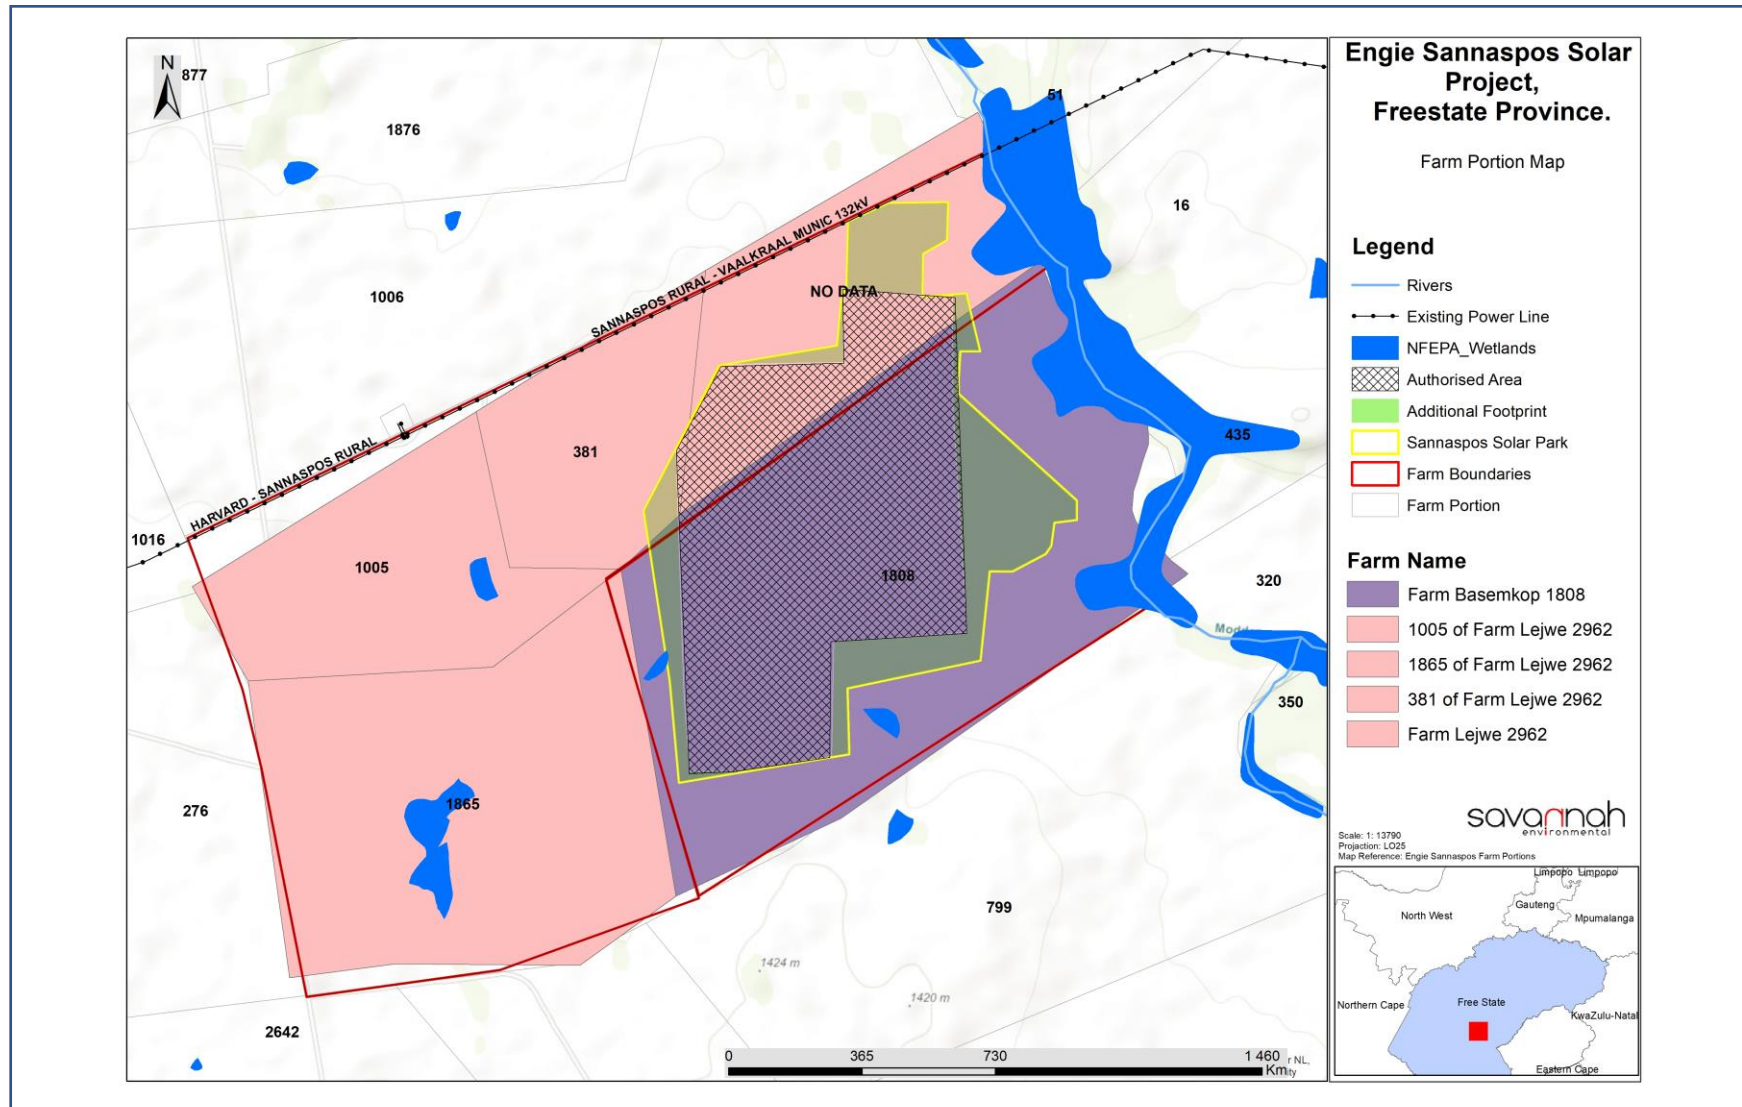 Engie Sannaspos Solar
Project,
Freestate Province.
Farm Portion Map
Legend
Rivers
Existing Power Line
NFEPA_Wetlands
Authorised Area
Additional Footprint
Sannaspos Solar Park
Farm Boundaries
Farm Portion
Farm Name
Farm Basemkop 1808
1005 of Farm Lejwe 2962
1865 of Farm Lejwe 2962
381 of Farm Lejwe 2962
Farm Lejwe 2962
savannah
environmental
Scale: 1: 13790
Projection: LO25
Map Reference: Engie Sannaspos Farm Portions
Limpopo Limpopo
North West
Gauteng
Mpumalanga
Northern Cape
Free State
KwaZulu-Natal
Eastern Cape
N
877
1876
51
16
1006
SANNASPOS RURAL - VAALKRAAL MUNIC 132kV
NO DATA
HARVARD - SANNASPOS RURAL
381
435
1016
1005
1808
320
350
276
1865
799
1424 m
1420 m
2642
0 365 730 1 460
Km
r NL,
ity